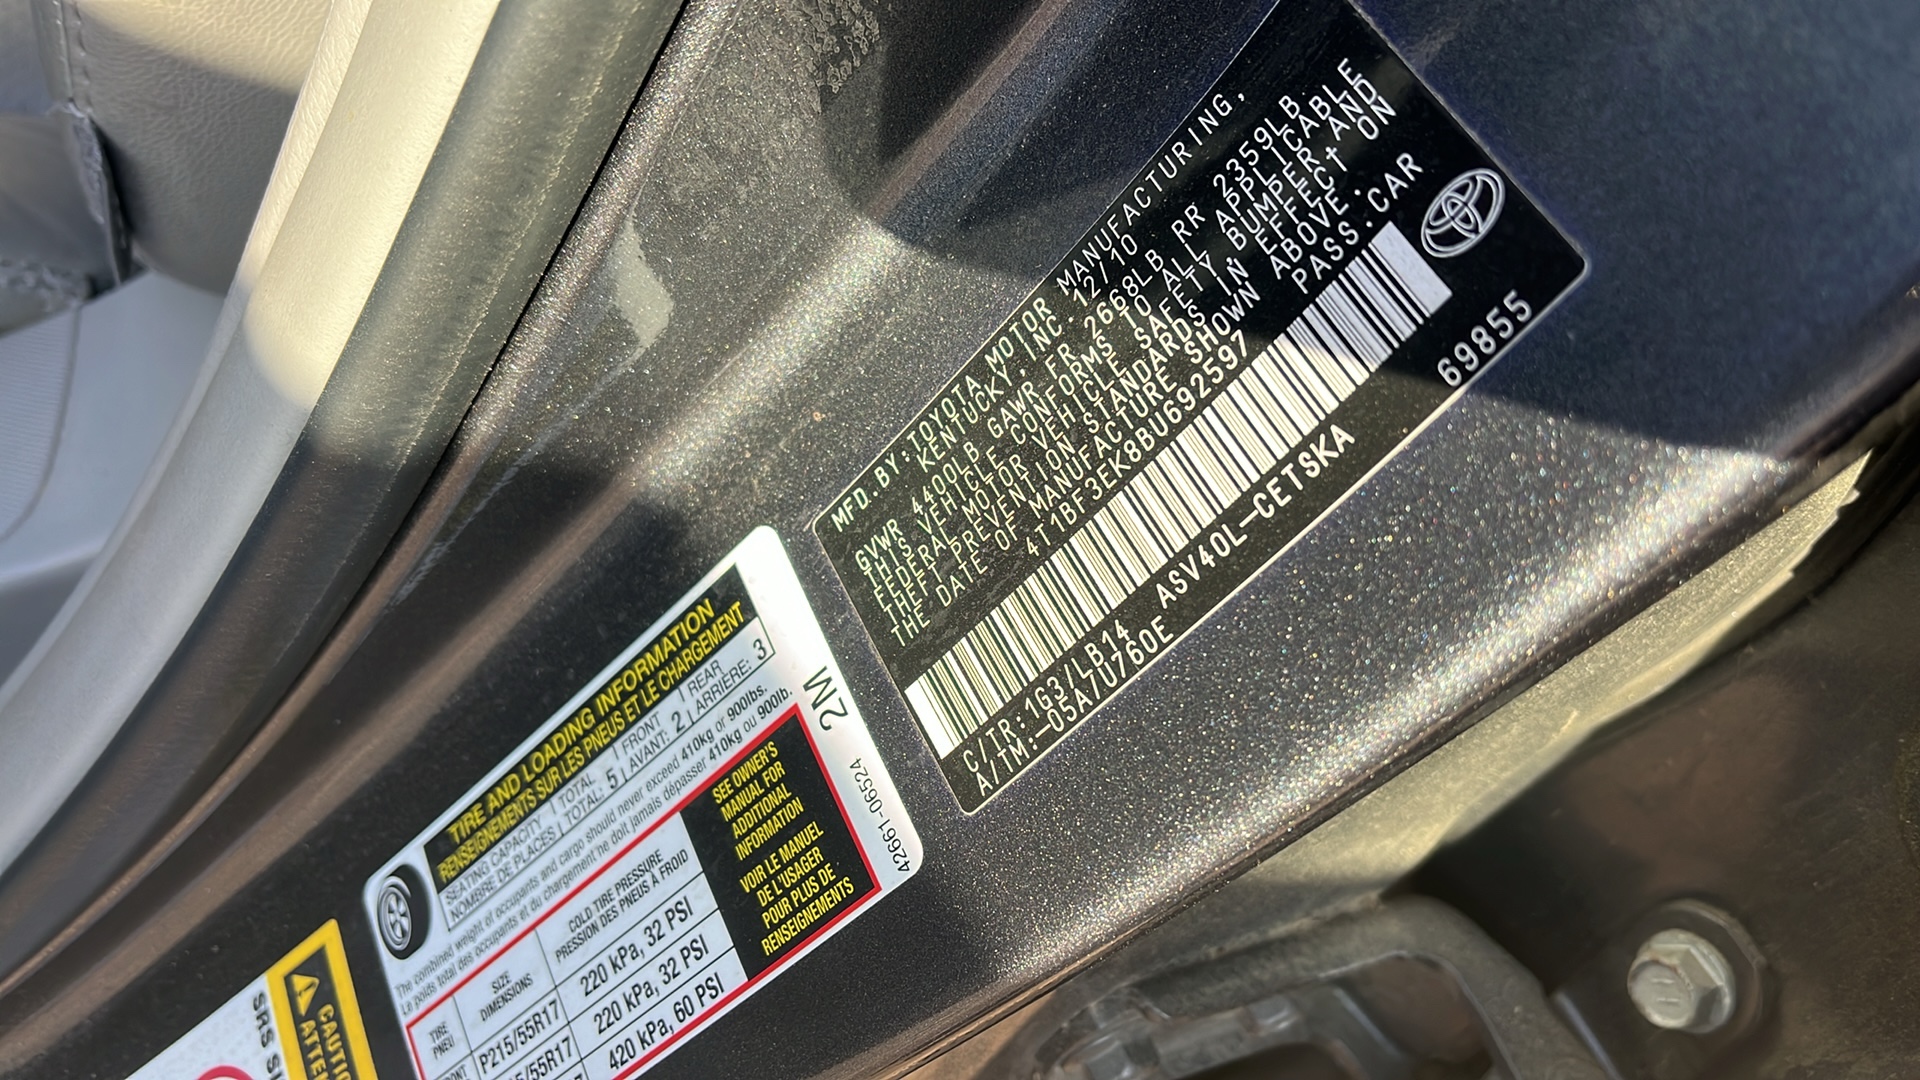 MFD.BY:TOYOTA MOTOR MANUFACTURING,
KENTUCKY,INC. 12/10
GVWR 4400LB GAWR FR 2668LB RR 2359LB
THIS VEHICLE CONFORMS TO ALL APPLICABLE
FEDERAL MOTOR VEHICLE SAFETY, BUMPER, AND
THEFT PREVENTION STANDARDS IN EFFECT ON
THE DATE OF MANUFACTURE SHOWN ABOVE.
4T1BF3EK8BU692597 PASS.CAR
C/TR:1G3/LB14 ASV40L-CETSKA 69855
A/TM:-05A/U760E
TIRE AND LOADING INFORMATION
RENSEIGNEMENTS SUR LES PNEUS ET LE CHARGEMENT
SEATING CAPACITY TOTAL FRONT REAR
NOMBRE DE PLACES TOTAL: 5 AVANT: 2 ARRIÈRE: 3
The combined weight of occupants and cargo should never exceed 410kg or 900lbs.
Le poids total des occupants et du chargement ne doit jamais dépasser 410kg ou 900lb.
TIRE
PNEU
SIZE
DIMENSIONS
COLD TIRE PRESSURE
PRESSION DES PNEUS À FROID
P215/55R17 220 kPa, 32 PSI
220 kPa, 32 PSI
420 kPa, 60 PSI
SEE OWNER'S
MANUAL FOR
ADDITIONAL
INFORMATION
VOIR LE MANUEL
DE L'USAGER
POUR PLUS DE
RENSEIGNEMENTS
2M
42661-06524
SRS